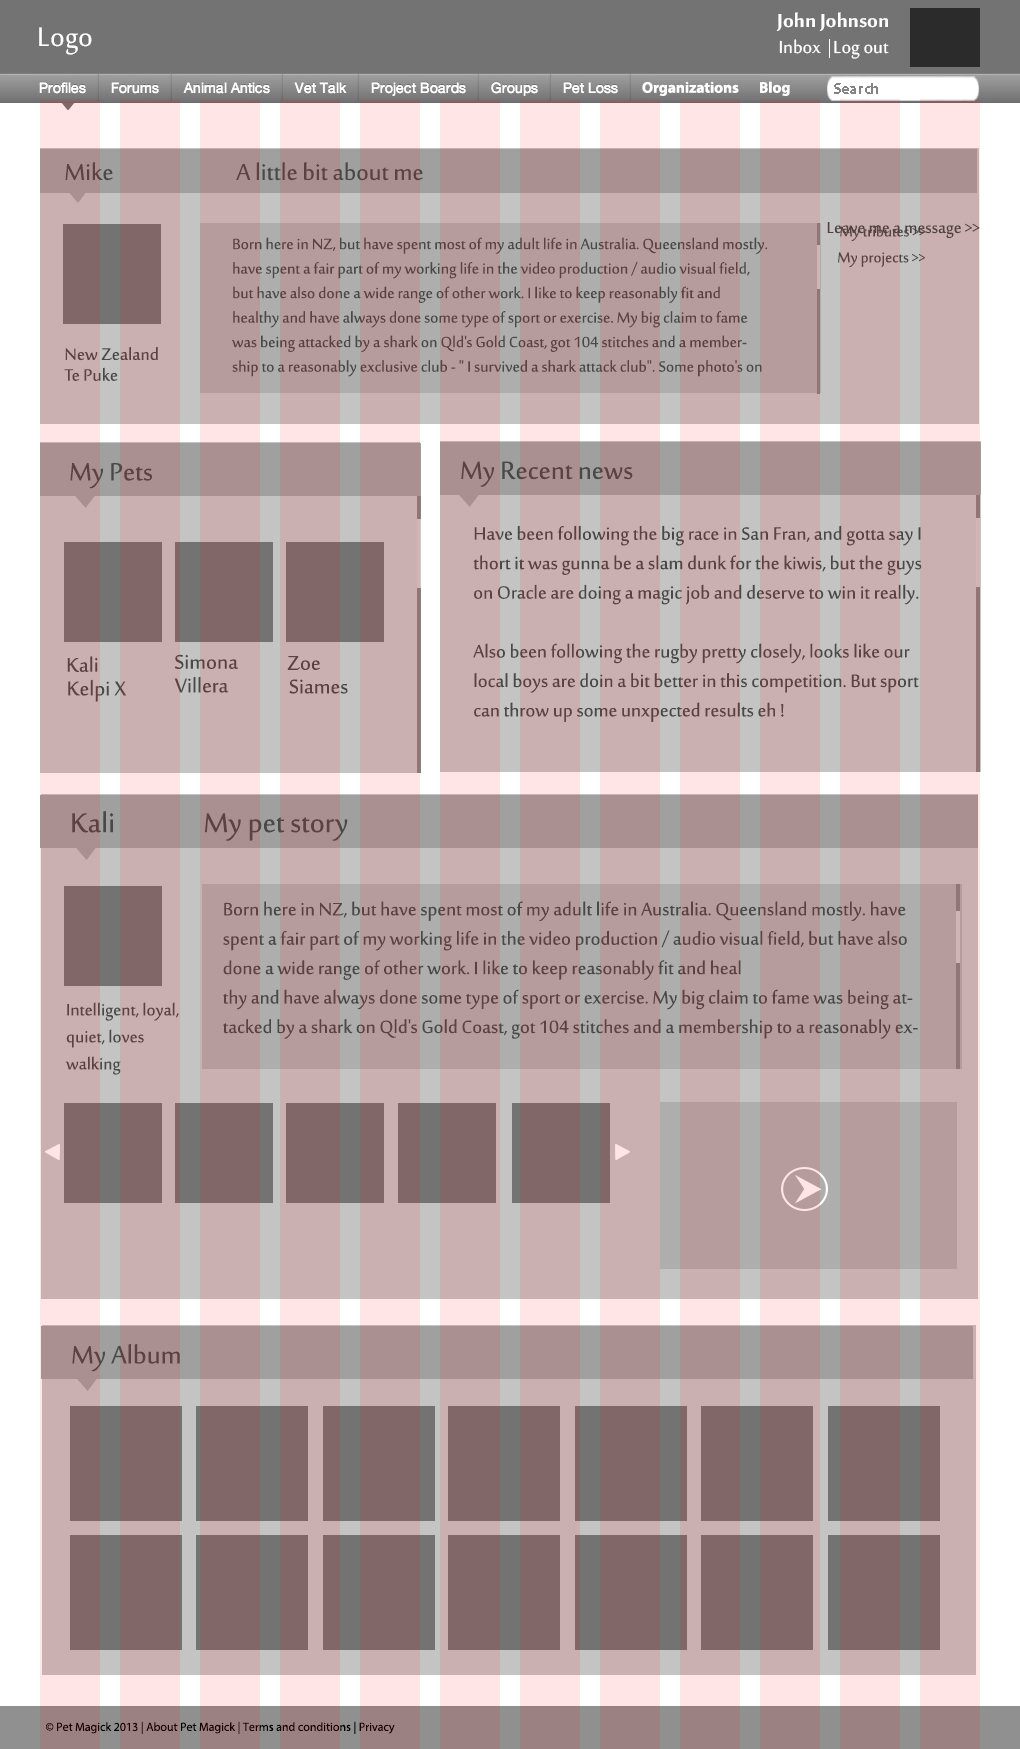 John Johnson
Logo
Inbox | Log out
Profiles Forums Animal Antics Vet Talk Project Boards Groups Pet Loss Organizations Blog Search
Mike A little bit about me
Leave me a message >>
My tributes >>
My projects >>
Born here in NZ, but have spent most of my adult life in Australia. Queensland mostly.
have spent a fair part of my working life in the video production / audio visual field,
but have also done a wide range of other work. I like to keep reasonably fit and
healthy and have always done some type of sport or exercise. My big claim to fame
was being attacked by a shark on Qld's Gold Coast, got 104 stitches and a member-
ship to a reasonably exclusive club - " I survived a shark attack club". Some photo's on
New Zealand
Te Puke
My Pets
Kali
Kelpi X
Simona
Villera
Zoe
Siames
My Recent news
Have been following the big race in San Fran, and gotta say I
thort it was gunna be a slam dunk for the kiwis, but the guys
on Oracle are doing a magic job and deserve to win it really.
Also been following the rugby pretty closely, looks like our
local boys are doin a bit better in this competition. But sport
can throw up some unxpected results eh !
Kali My pet story
Born here in NZ, but have spent most of my adult life in Australia. Queensland mostly. have
spent a fair part of my working life in the video production / audio visual field, but have also
done a wide range of other work. I like to keep reasonably fit and heal
thy and have always done some type of sport or exercise. My big claim to fame was being at-
tacked by a shark on Qld's Gold Coast, got 104 stitches and a membership to a reasonably ex-
Intelligent, loyal,
quiet, loves
walking
My Album
© Pet Magick 2013 | About Pet Magick | Terms and conditions | Privacy